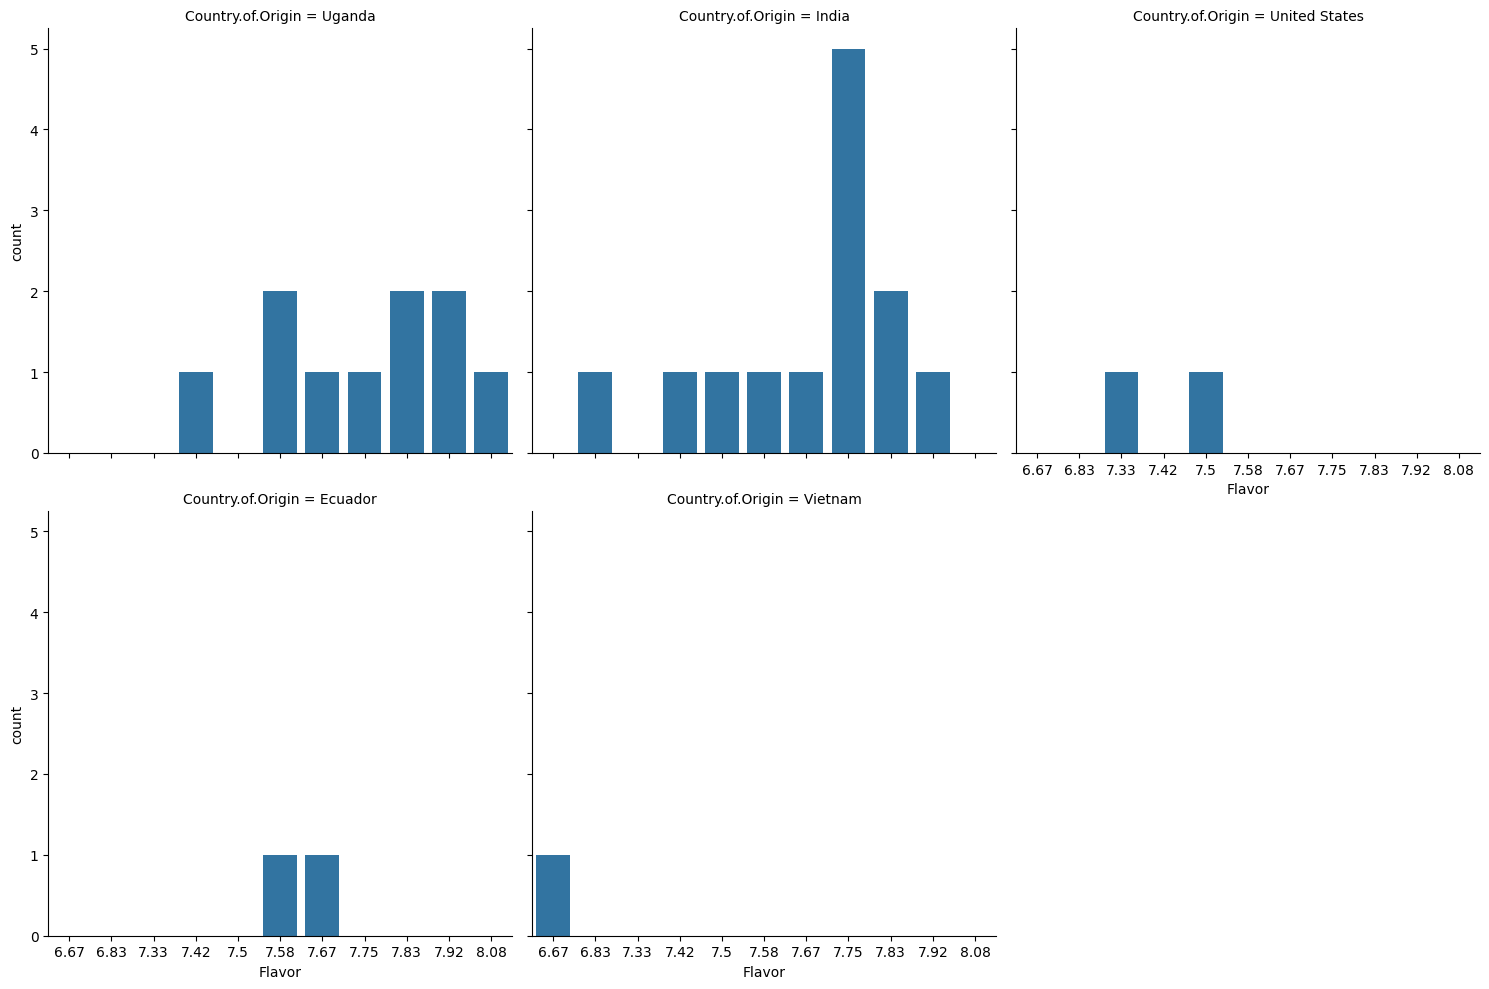 Country.of.Origin = Uganda
Country.of.Origin = India
Country.of.Origin = United States
5
4
3
2
1
0
count
6.67 6.83 7.33 7.42 7.5 7.58 7.67 7.75 7.83 7.92 8.08
Flavor
Country.of.Origin = Ecuador
Country.of.Origin = Vietnam
5
4
3
2
1
0
count
6.67 6.83 7.33 7.42 7.5 7.58 7.67 7.75 7.83 7.92 8.08
Flavor
6.67 6.83 7.33 7.42 7.5 7.58 7.67 7.75 7.83 7.92 8.08
Flavor